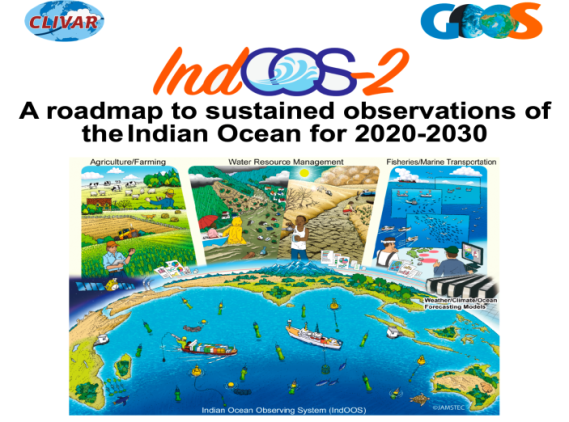 CLIVAR
GOOS
IndOOS-2
A roadmap to sustained observations of
the Indian Ocean for 2020-2030
Agriculture/Farming
Water Resource Management
Fisheries/Marine Transportation
Weather/Climate/Ocean
Forecasting Models
Indian Ocean Observing System (IndOOS)
©JAMSTEC